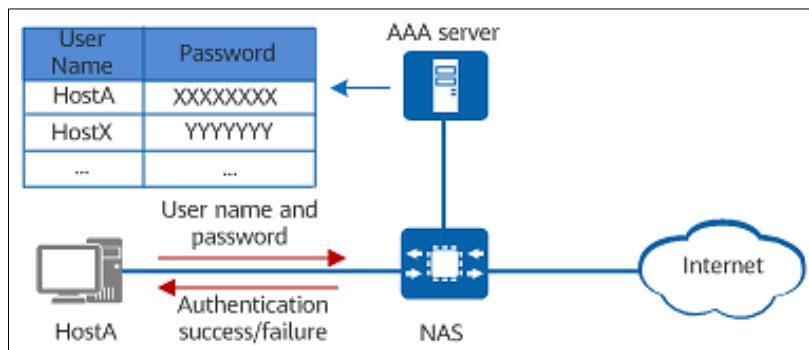 User
Name
Password
AAA server
HostA
XXXXXXXX
HostX
YYYYYYY
...
...
User name and
password
Internet
Authentication
success/failure
HostA
NAS